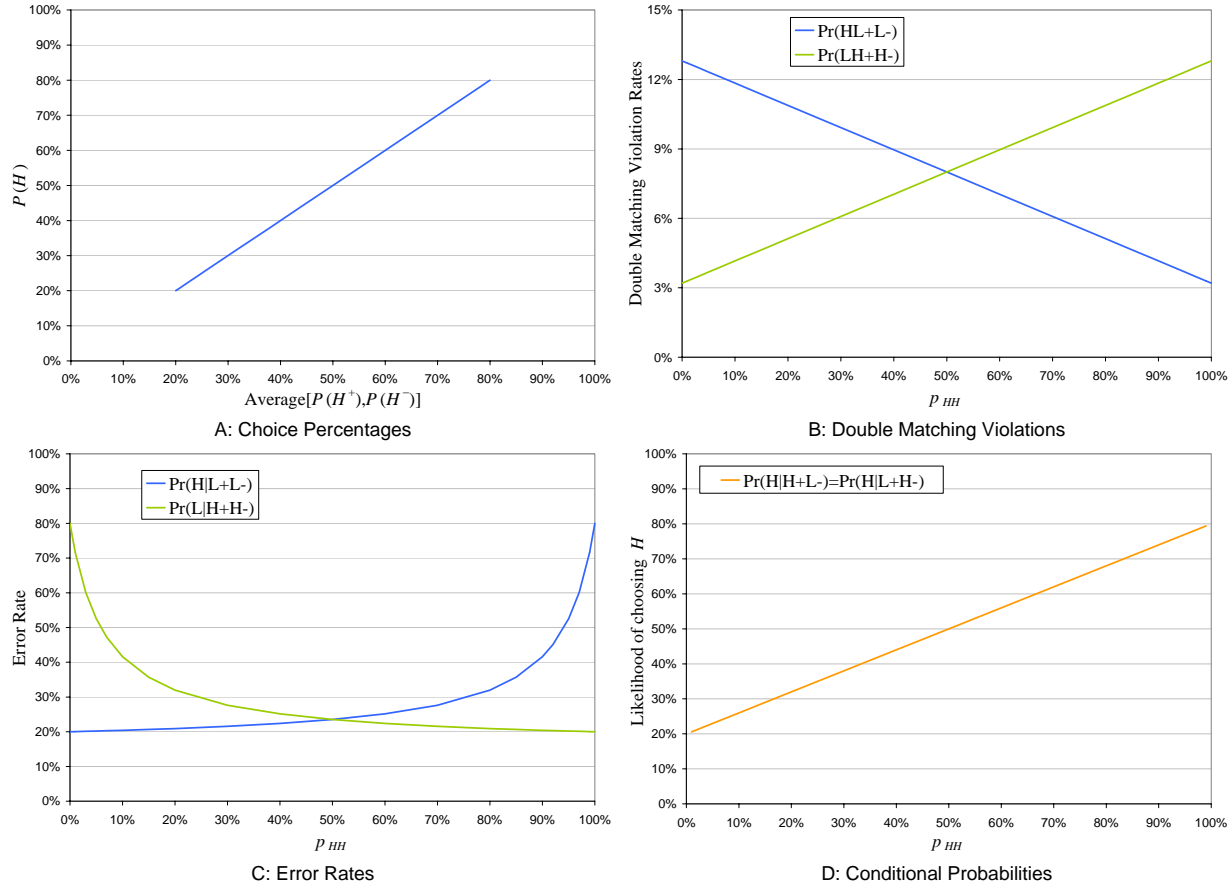 100%
90%
80%
70%
60%
50%
40%
30%
20%
10%
0%
P(H)
0% 10% 20% 30% 40% 50% 60% 70% 80% 90% 100%
Average[P(H⁺),P(H⁻)]
A: Choice Percentages
15%
12%
9%
6%
3%
0%
Double Matching Violation Rates
Pr(HL+L-)
Pr(LH+H-)
0% 10% 20% 30% 40% 50% 60% 70% 80% 90% 100%
p HH
B: Double Matching Violations
100%
90%
80%
70%
60%
50%
40%
30%
20%
10%
0%
Error Rate
Pr(H|L+L-)
Pr(L|H+H-)
0% 10% 20% 30% 40% 50% 60% 70% 80% 90% 100%
p HH
C: Error Rates
100%
90%
80%
70%
60%
50%
40%
30%
20%
10%
0%
Likelihood of choosing H
Pr(H|H+L-)=Pr(H|L+H-)
0% 10% 20% 30% 40% 50% 60% 70% 80% 90% 100%
p HH
D: Conditional Probabilities